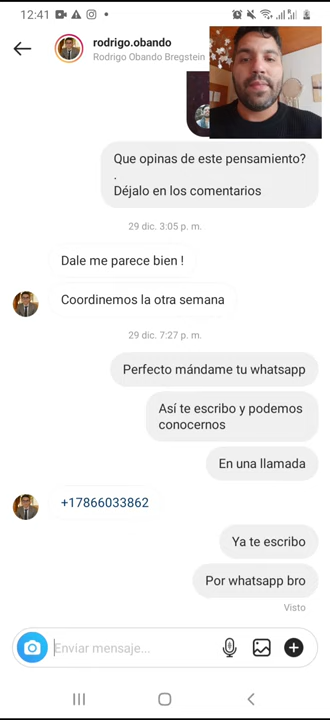 12:41
rodrigo.obando
Rodrigo Obando Bregstein
Que opinas de este pensamiento?
.
Déjalo en los comentarios
29 dic. 3:05 p. m.
Dale me parece bien !
Coordinemos la otra semana
29 dic. 7:27 p. m.
Perfecto mándame tu whatsapp
Así te escribo y podemos
conocernos
En una llamada
+17866033862
Ya te escribo
Por whatsapp bro
Visto
Enviar mensaje...